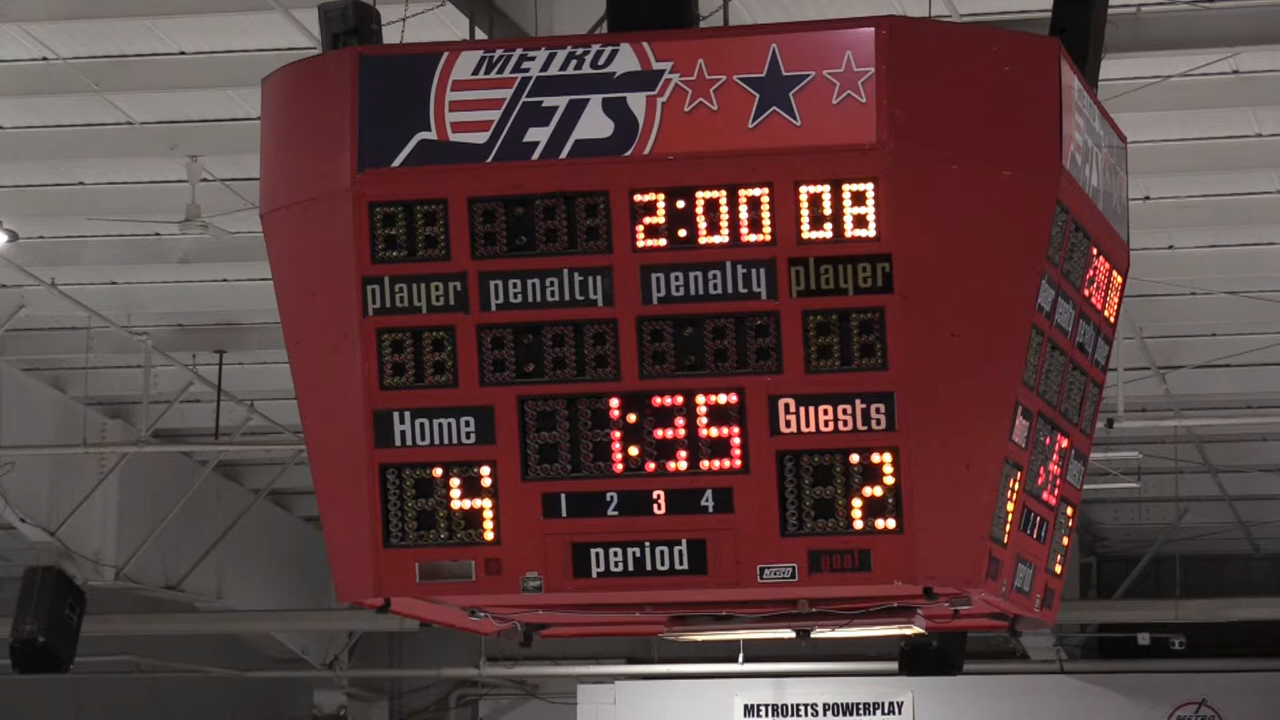 METRO
JETS
2:00 08
player penalty penalty player
Home 1:35 Guests
4 2
1 2 3 4
period
goal
METROJETS POWERPLAY